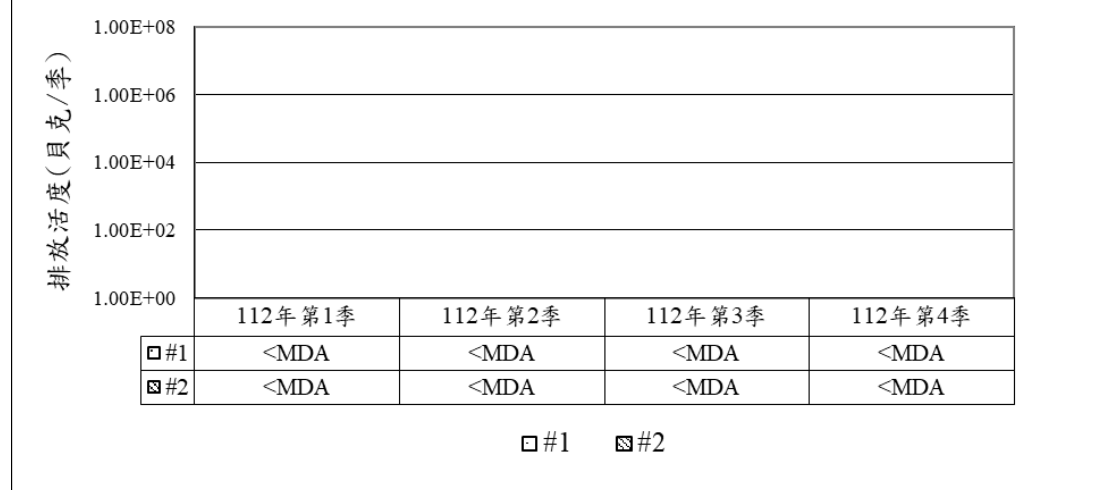 排放活度(貝克/季)
1.00E+08
1.00E+06
1.00E+04
1.00E+02
1.00E+00
112年第1季 112年第2季 112年第3季 112年第4季
#1 <MDA <MDA <MDA <MDA
#2 <MDA <MDA <MDA <MDA
#1 #2